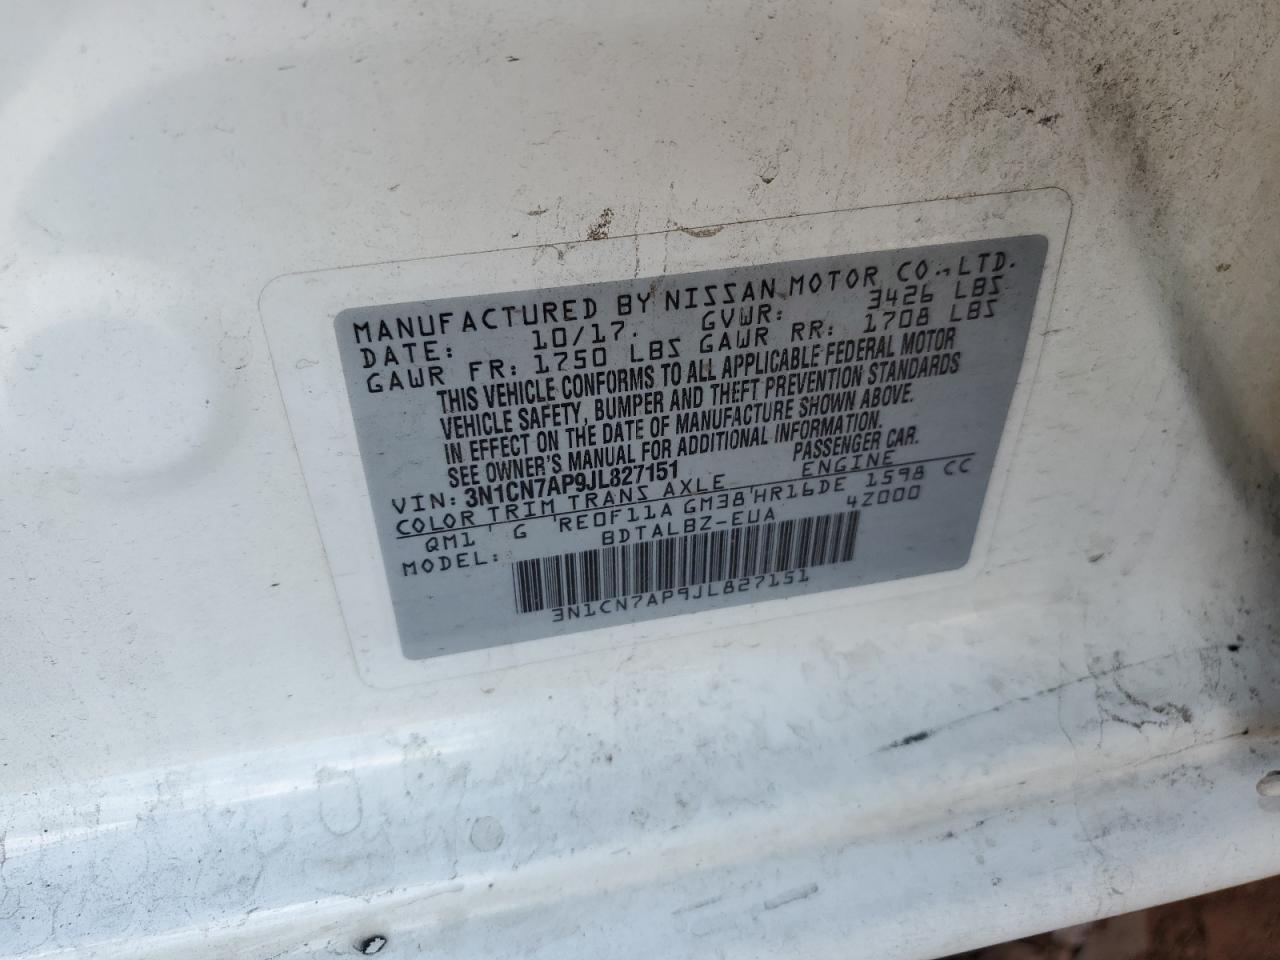 MANUFACTURED BY NISSAN MOTOR CO.,LTD.
DATE: 10/17. GVWR: 3426 LBS
GAWR FR: 1750 LBS GAWR RR: 1708 LBS
THIS VEHICLE CONFORMS TO ALL APPLICABLE FEDERAL MOTOR
VEHICLE SAFETY, BUMPER AND THEFT PREVENTION STANDARDS
IN EFFECT ON THE DATE OF MANUFACTURE SHOWN ABOVE.
SEE OWNER'S MANUAL FOR ADDITIONAL INFORMATION.
VIN: 3N1CN7AP9JL827151 PASSENGER CAR.
COLOR TRIM TRANS AXLE ENGINE
QM1 G RE0F11A GM38 HR16DE 1598 CC
MODEL: BDTALBZ-EUA 4Z000
3N1CN7AP9JL827151